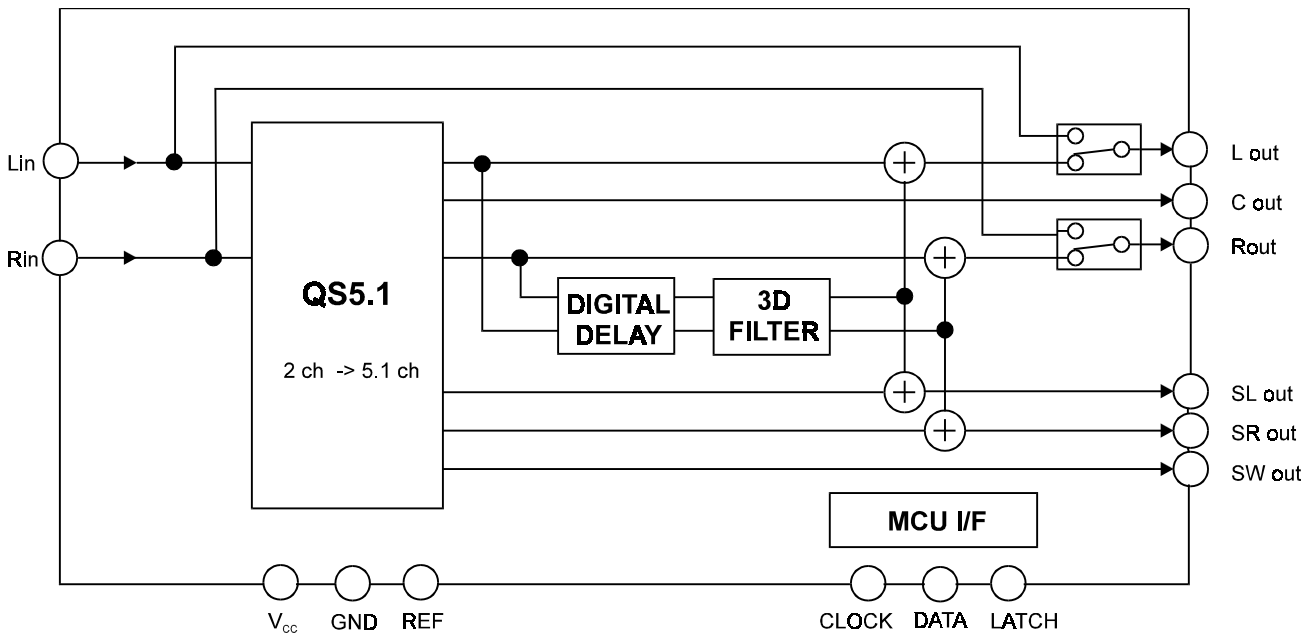 Lin
Rin
QS5.1
2 ch -> 5.1 ch
DIGITAL
DELAY
3D
FILTER
L out
C out
Rout
SL out
SR out
SW out
MCU I/F
Vcc
GND
REF
CLOCK
DATA
LATCH